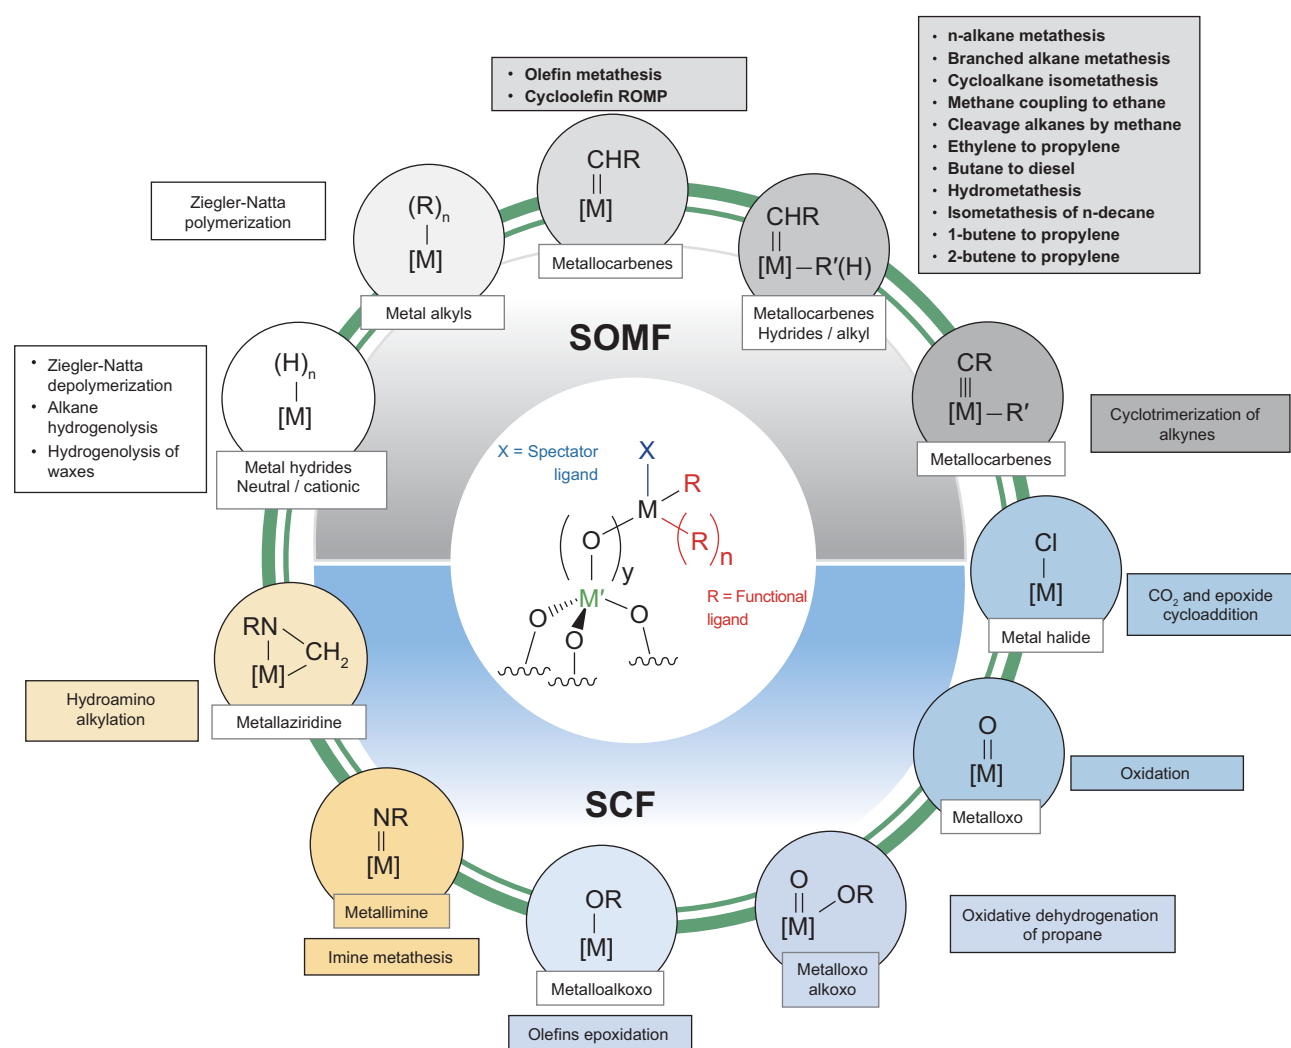 • n-alkane metathesis
• Branched alkane metathesis
• Cycloalkane isometathesis
• Methane coupling to ethane
• Cleavage alkanes by methane
• Ethylene to propylene
• Butane to diesel
• Hydrometathesis
• Isometathesis of n-decane
• 1-butene to propylene
• 2-butene to propylene
• Olefin metathesis
• Cycloolefin ROMP
CHR
[M]
Metallocarbenes
Ziegler-Natta
polymerization
(R)n
[M]
Metal alkyls
CHR
[M]–R′(H)
Metallocarbenes
Hydrides / alkyl
SOMF
• Ziegler-Natta
depolymerization
• Alkane
hydrogenolysis
• Hydrogenolysis of
waxes
(H)n
[M]
Metal hydrides
Neutral / cationic
CR
[M]–R′
Metallocarbenes
Cyclotrimerization of
alkynes
X = Spectator
ligand
X
R
M
(R)n
O
y
M′
O
O
O
R = Functional
ligand
Cl
[M]
Metal halide
CO₂ and epoxide
cycloaddition
RN
CH₂
[M]
Metallaziridine
Hydroamino
alkylation
O
[M]
Metalloxo
Oxidation
SCF
NR
[M]
Metallimine
Imine metathesis
OR
[M]
Metalloalkoxo
Olefins epoxidation
O
OR
[M]
Metalloxo
alkoxo
Oxidative dehydrogenation
of propane